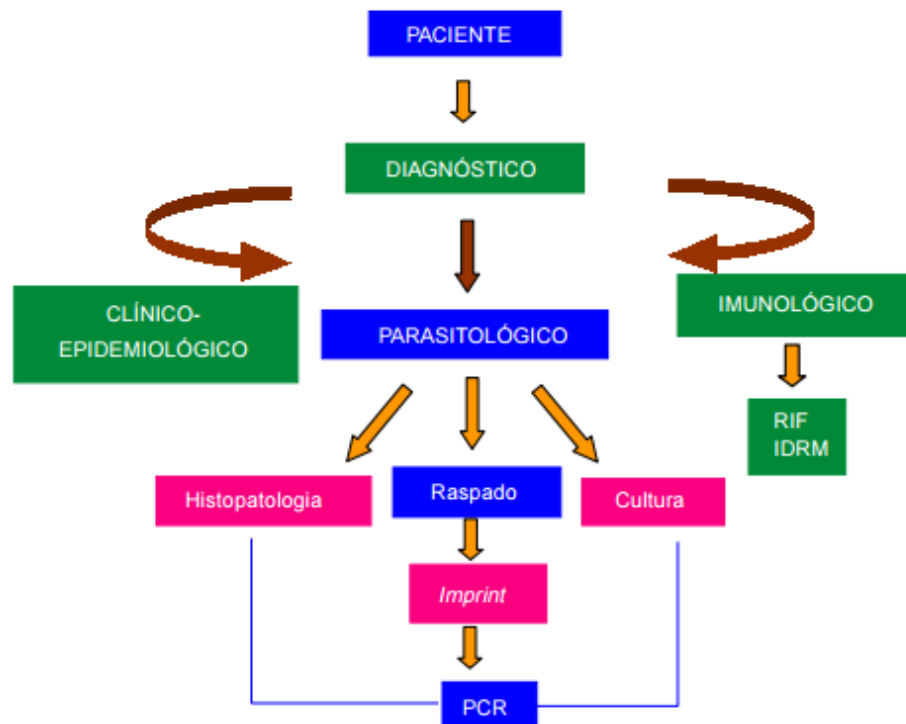 PACIENTE
DIAGNÓSTICO
CLÍNICO-
EPIDEMIOLÓGICO
PARASITOLÓGICO
IMUNOLÓGICO
RIF
IDRM
Histopatologia
Raspado
Cultura
Imprint
PCR